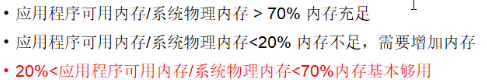 • 应用程序可用内存/系统物理内存 > 70% 内存充足
• 应用程序可用内存/系统物理内存<20% 内存不足，需要增加内存
• 20%<应用程序可用内存/系统物理内存<70%内存基本够用